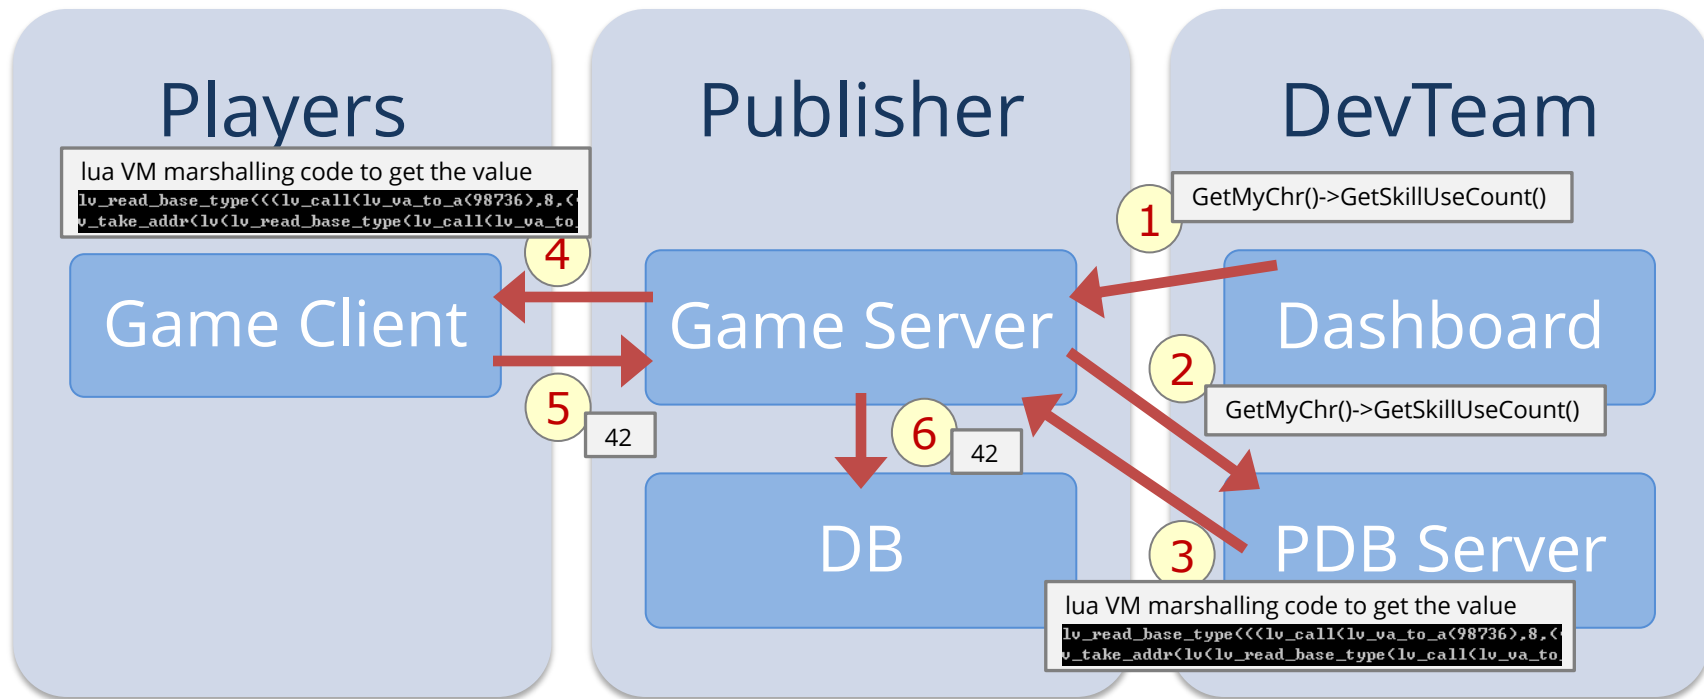 Players
Publisher
DevTeam
lua VM marshalling code to get the value
lv_read_base_type(((lv_call(lv_va_to_a(98736),8,(
v_take_addr(lv(lv_read_base_type(lv_call(lv_va_to_
1
GetMyChr()->GetSkillUseCount()
4
Game Client
Game Server
Dashboard
2
GetMyChr()->GetSkillUseCount()
5
42
6
42
DB
3
PDB Server
lua VM marshalling code to get the value
lv_read_base_type(((lv_call(lv_va_to_a(98736),8,(
v_take_addr(lv(lv_read_base_type(lv_call(lv_va_to_